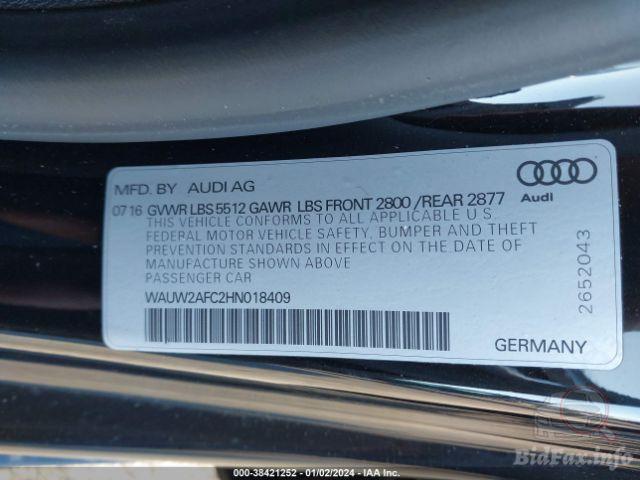 MFD. BY AUDI AG
0716 GVWR LBS 5512 GAWR LBS FRONT 2800 /REAR 2877
THIS VEHICLE CONFORMS TO ALL APPLICABLE U.S.
FEDERAL MOTOR VEHICLE SAFETY, BUMPER AND THEFT
PREVENTION STANDARDS IN EFFECT ON THE DATE OF
MANUFACTURE SHOWN ABOVE
PASSENGER CAR
WAUW2AFC2HN018409
Audi
2652043
GERMANY
BidFax.info
000-38421252 - 01/02/2024 - IAA Inc.